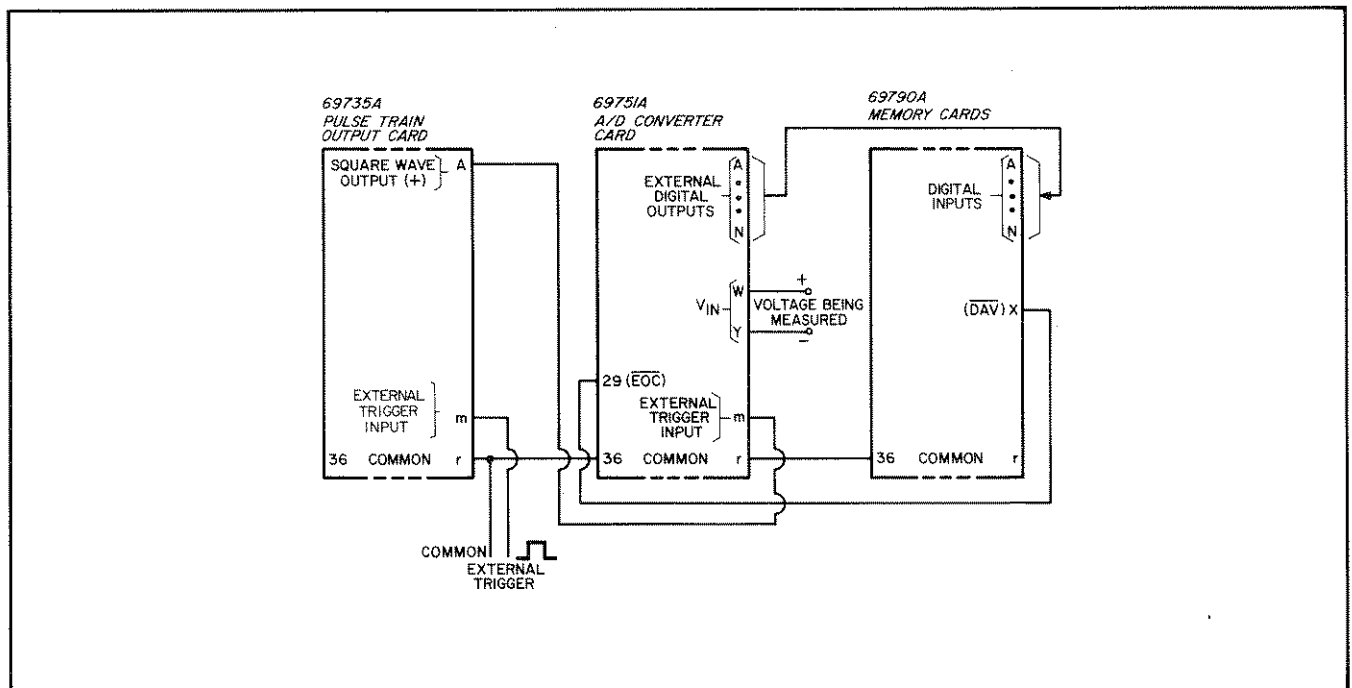 69735A
PULSE TRAIN
OUTPUT CARD
SQUARE WAVE
OUTPUT (+)
A
EXTERNAL
TRIGGER
INPUT
m
36 COMMON r
COMMON
EXTERNAL
TRIGGER
69751A
A/D CONVERTER
CARD
EXTERNAL
DIGITAL
OUTPUTS
A
N
VIN
W
Y
+
VOLTAGE BEING
MEASURED
−
29 (EOC)
EXTERNAL
TRIGGER
INPUT
m
36 COMMON r
69790A
MEMORY CARDS
DIGITAL
INPUTS
A
N
(DAV) X
36 COMMON r